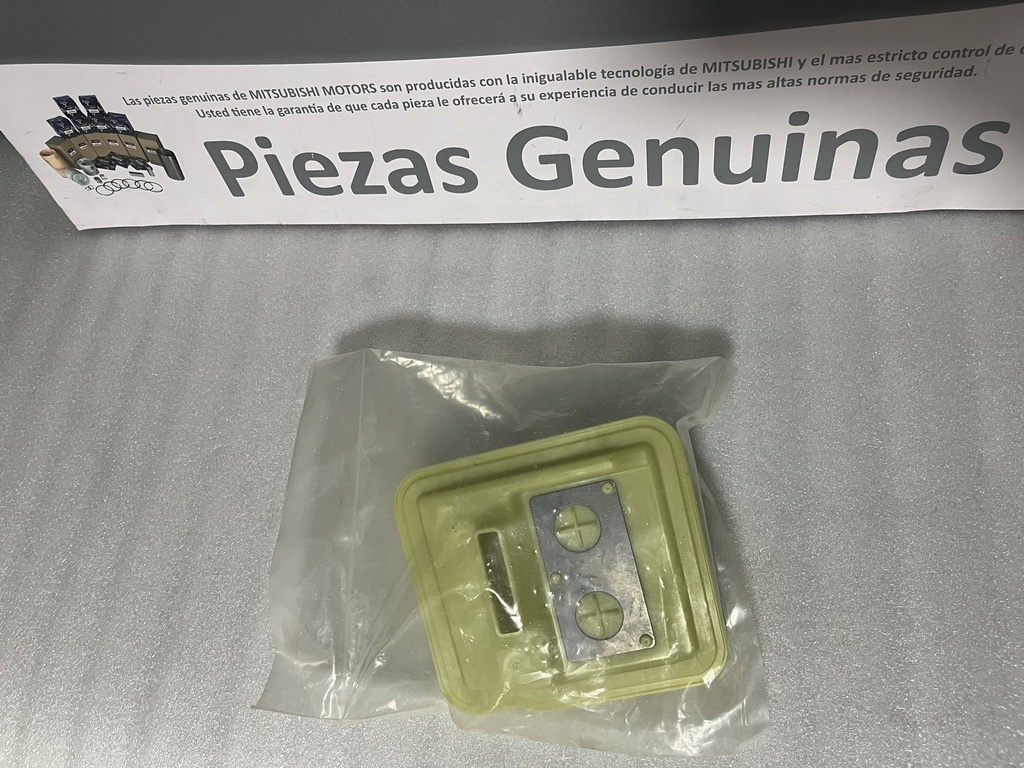 Las piezas genuinas de MITSUBISHI MOTORS son producidas con la inigualable tecnología de MITSUBISHI y el mas estricto control de
Usted tiene la garantía de que cada pieza le ofrecerá a su experiencia de conducir las mas altas normas de seguridad.
Piezas Genuinas